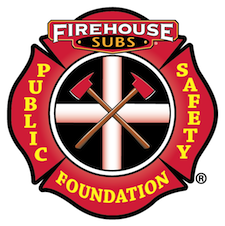 FIREHOUSE
SUBS®
PUBLIC
SAFETY
FOUNDATION
®